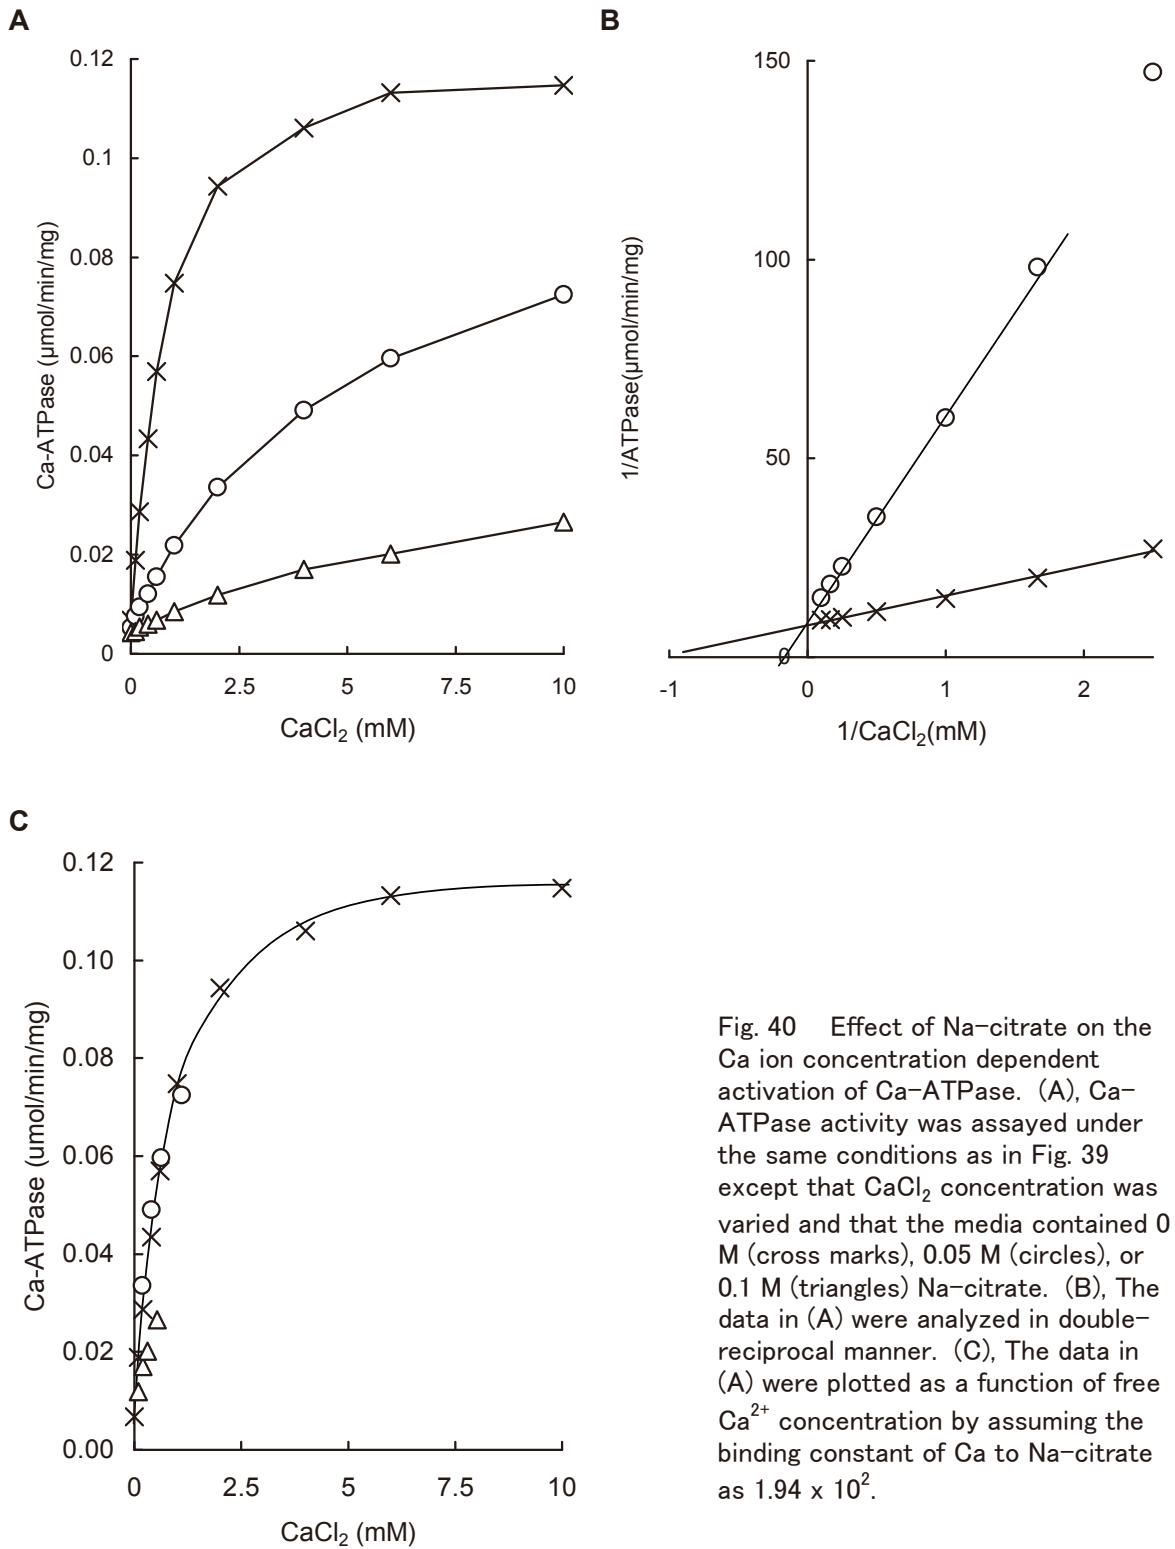 A
0.12
0.1
0.08
0.06
0.04
0.02
0
Ca-ATPase (μmol/min/mg)
0 2.5 5 7.5 10
CaCl₂ (mM)
B
150
100
50
0
1/ATPase(μmol/min/mg)
-1 0 1 2
1/CaCl₂(mM)
C
0.12
0.10
0.08
0.06
0.04
0.02
0.00
Ca-ATPase (umol/min/mg)
0 2.5 5 7.5 10
CaCl₂ (mM)
Fig. 40 Effect of Na-citrate on the
Ca ion concentration dependent
activation of Ca-ATPase. (A), Ca-
ATPase activity was assayed under
the same conditions as in Fig. 39
except that CaCl₂ concentration was
varied and that the media contained 0
M (cross marks), 0.05 M (circles), or
0.1 M (triangles) Na-citrate. (B), The
data in (A) were analyzed in double-
reciprocal manner. (C), The data in
(A) were plotted as a function of free
Ca²⁺ concentration by assuming the
binding constant of Ca to Na-citrate
as 1.94 x 10².